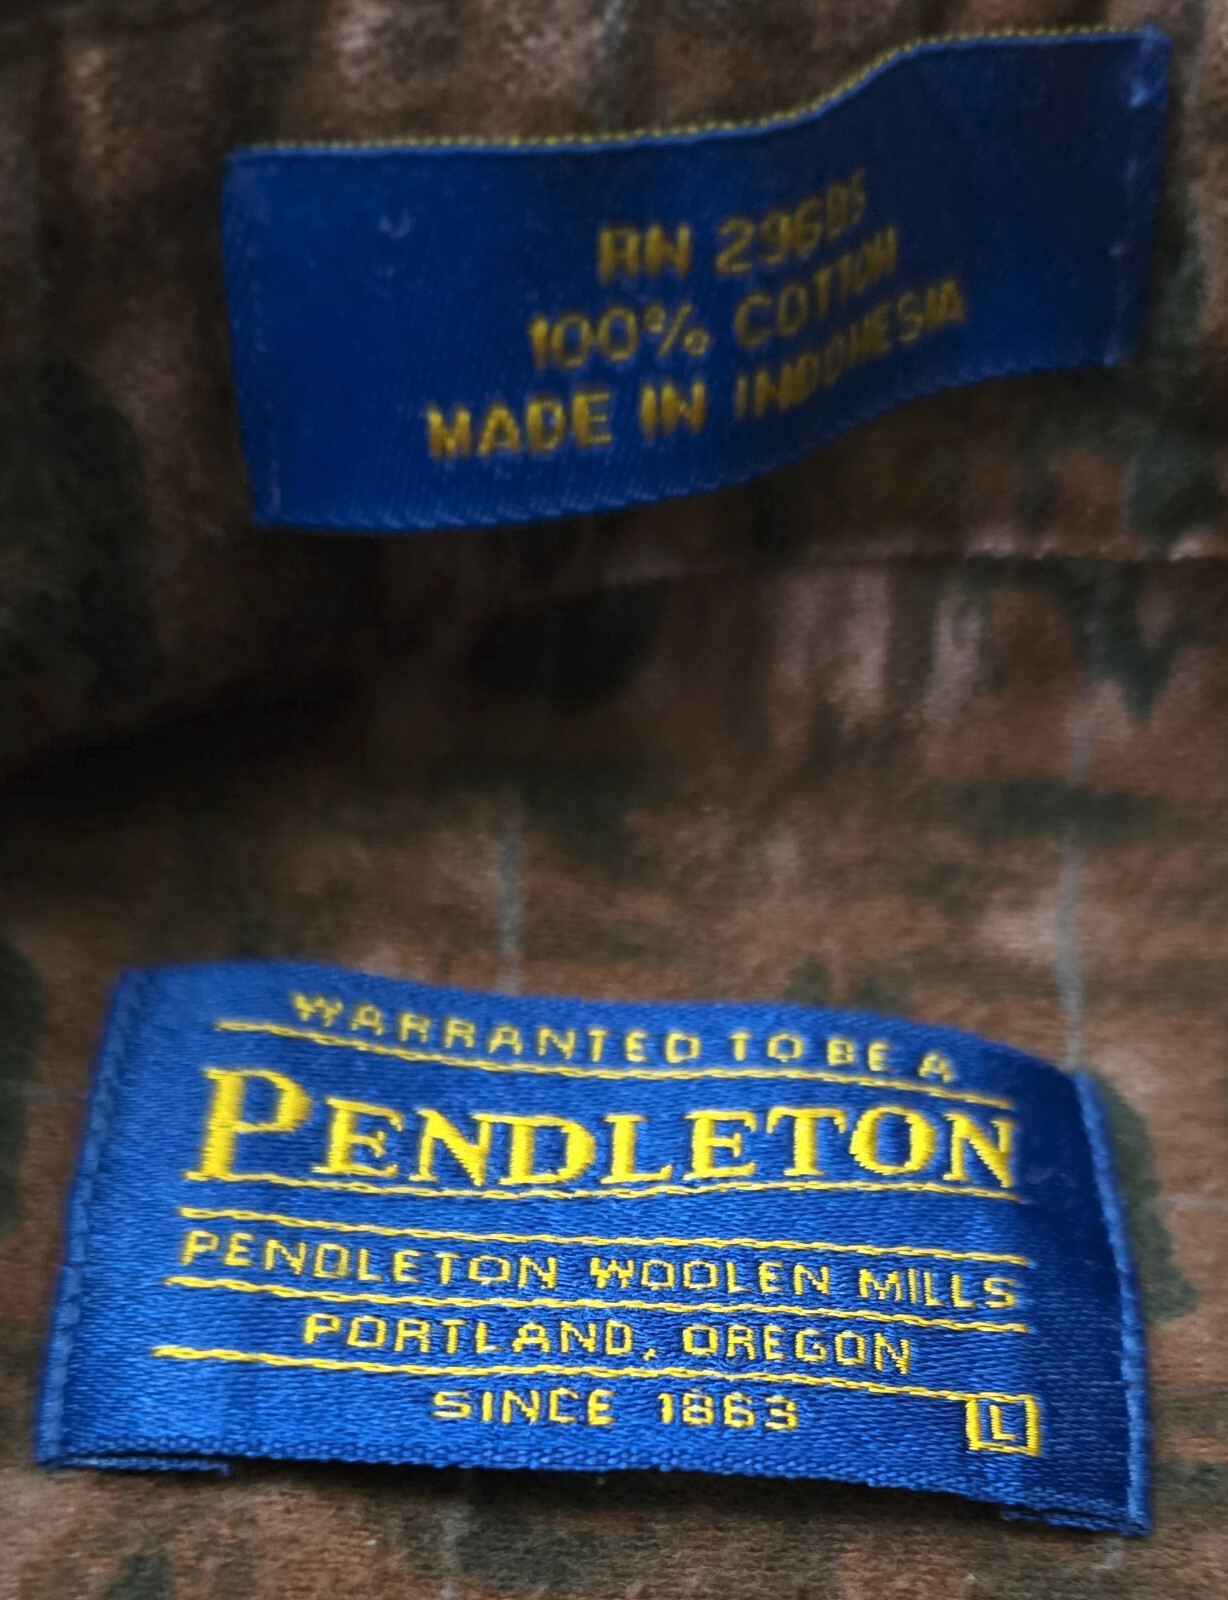 RN 29685
100% COTTON
MADE IN INDONESIA
WARRANTED TO BE A
PENDLETON
PENDLETON WOOLEN MILLS
PORTLAND, OREGON
SINCE 1863
L